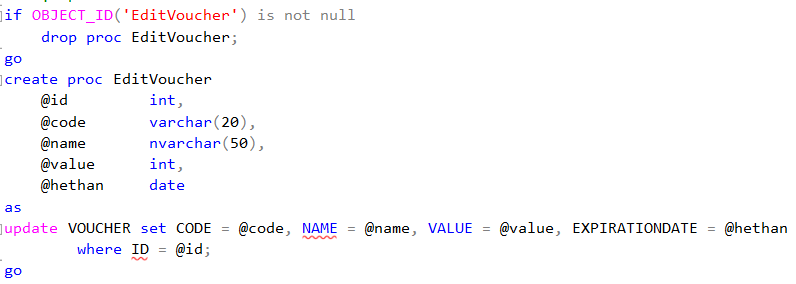 if OBJECT_ID('EditVoucher') is not null
    drop proc EditVoucher;
go
create proc EditVoucher
    @id         int,
    @code       varchar(20),
    @name       nvarchar(50),
    @value      int,
    @hethan     date
as
update VOUCHER set CODE = @code, NAME = @name, VALUE = @value, EXPIRATIONDATE = @hethan
        where ID = @id;
go